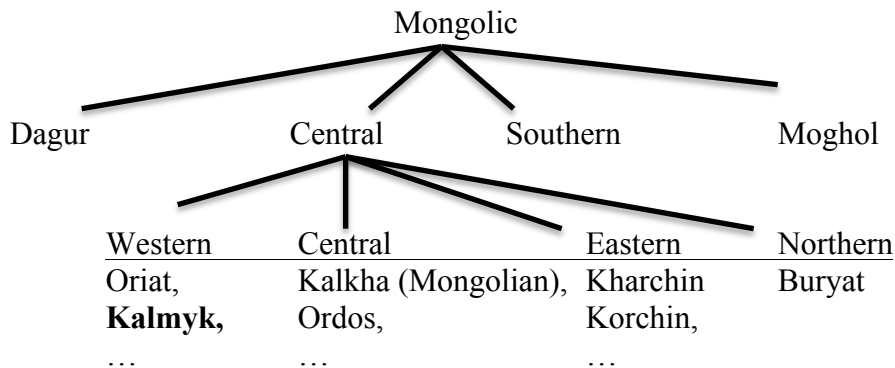 Mongolic
Dagur Central Southern Moghol
Western Central Eastern Northern
Oriat, Kalkha (Mongolian), Kharchin Buryat
Kalmyk, Ordos, Korchin,
… … …